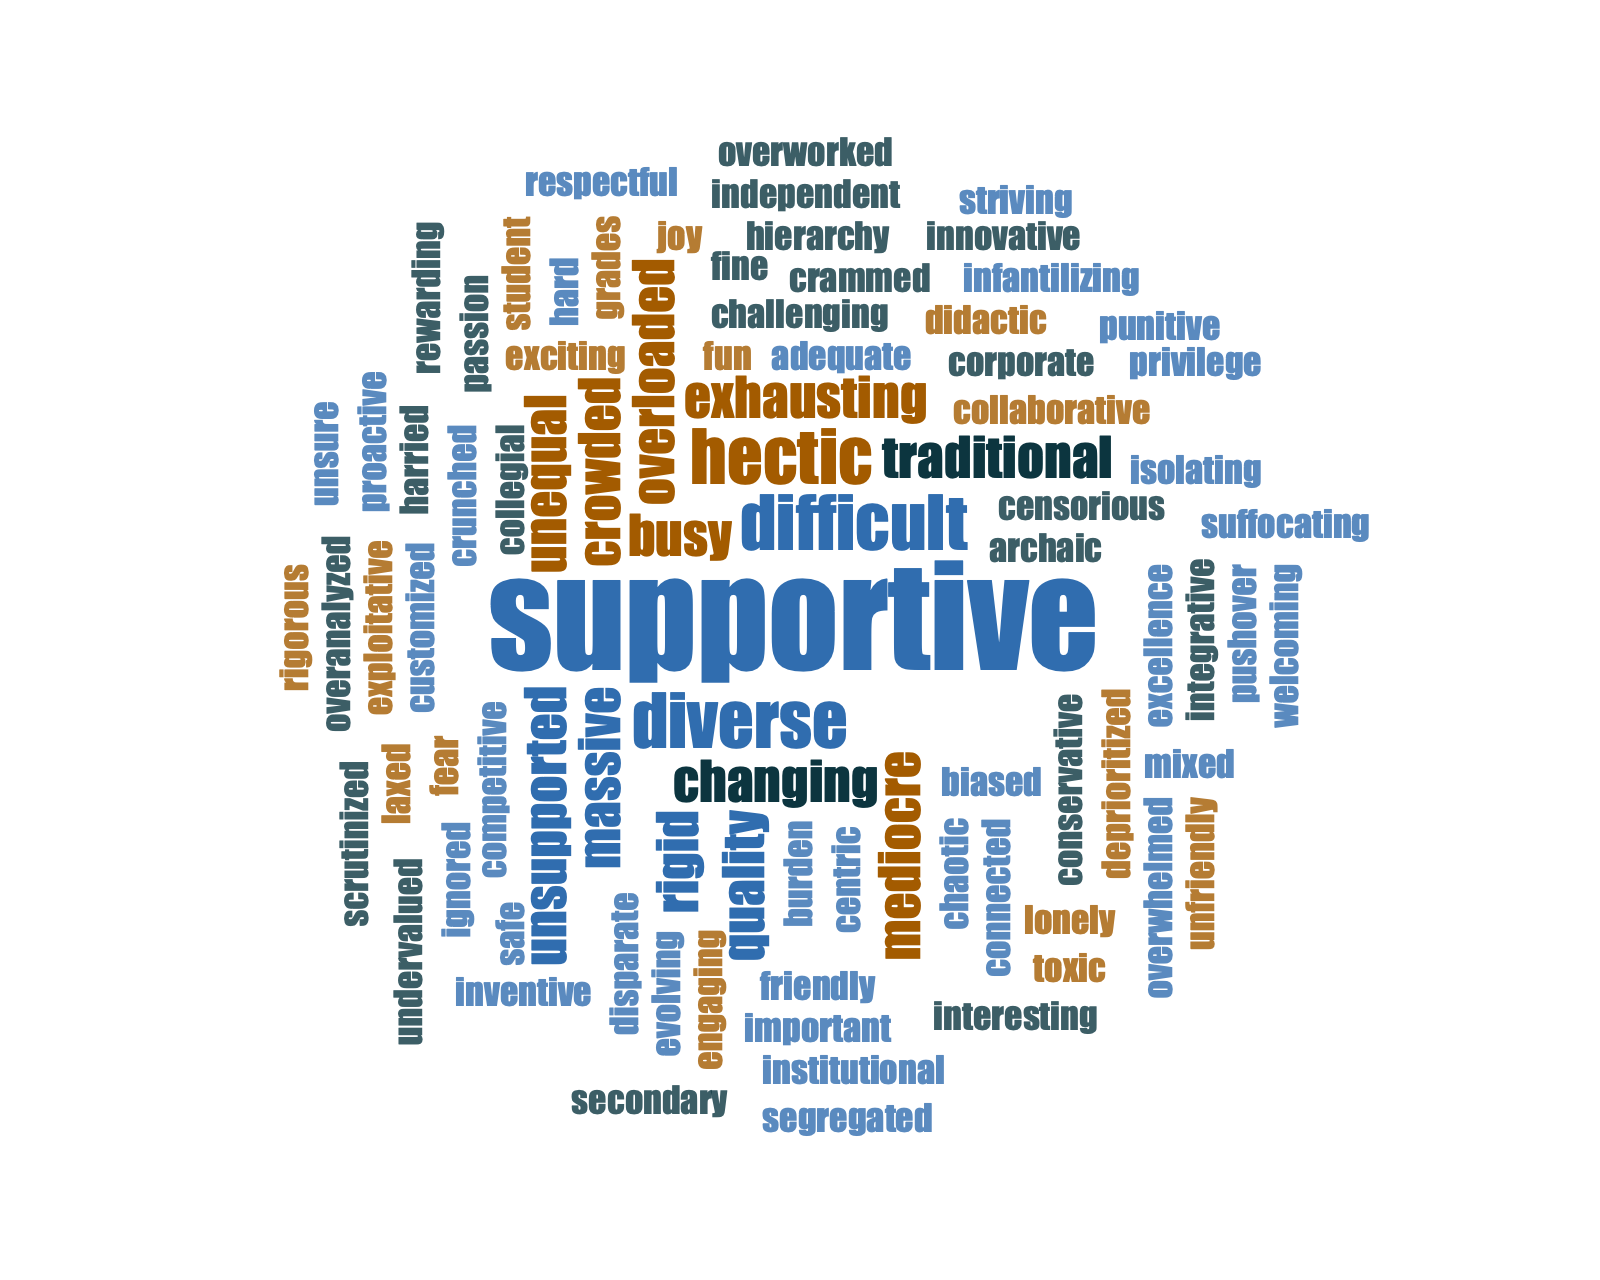 overworked
respectful
independent
striving
rewarding
student
grades
joy
hierarchy
innovative
passion
hard
fine
crammed
infantilizing
overloaded
challenging
didactic
punitive
exciting
fun
adequate
corporate
privilege
unsure
proactive
harried
crunched
collegial
unequal
crowded
exhausting
collaborative
hectic
traditional
isolating
busy
difficult
censorious
suffocating
archaic
rigorous
overanalyzed
exploitative
customized
supportive
excellence
integrative
pushover
welcoming
unsupported
massive
diverse
conservative
deprioritized
mixed
scrutinized
laxed
fear
competitive
changing
mediocre
biased
overwhelmed
unfriendly
undervalued
ignored
safe
rigid
quality
burden
centric
chaotic
connected
lonely
toxic
inventive
disparate
evolving
engaging
friendly
important
interesting
institutional
secondary
segregated